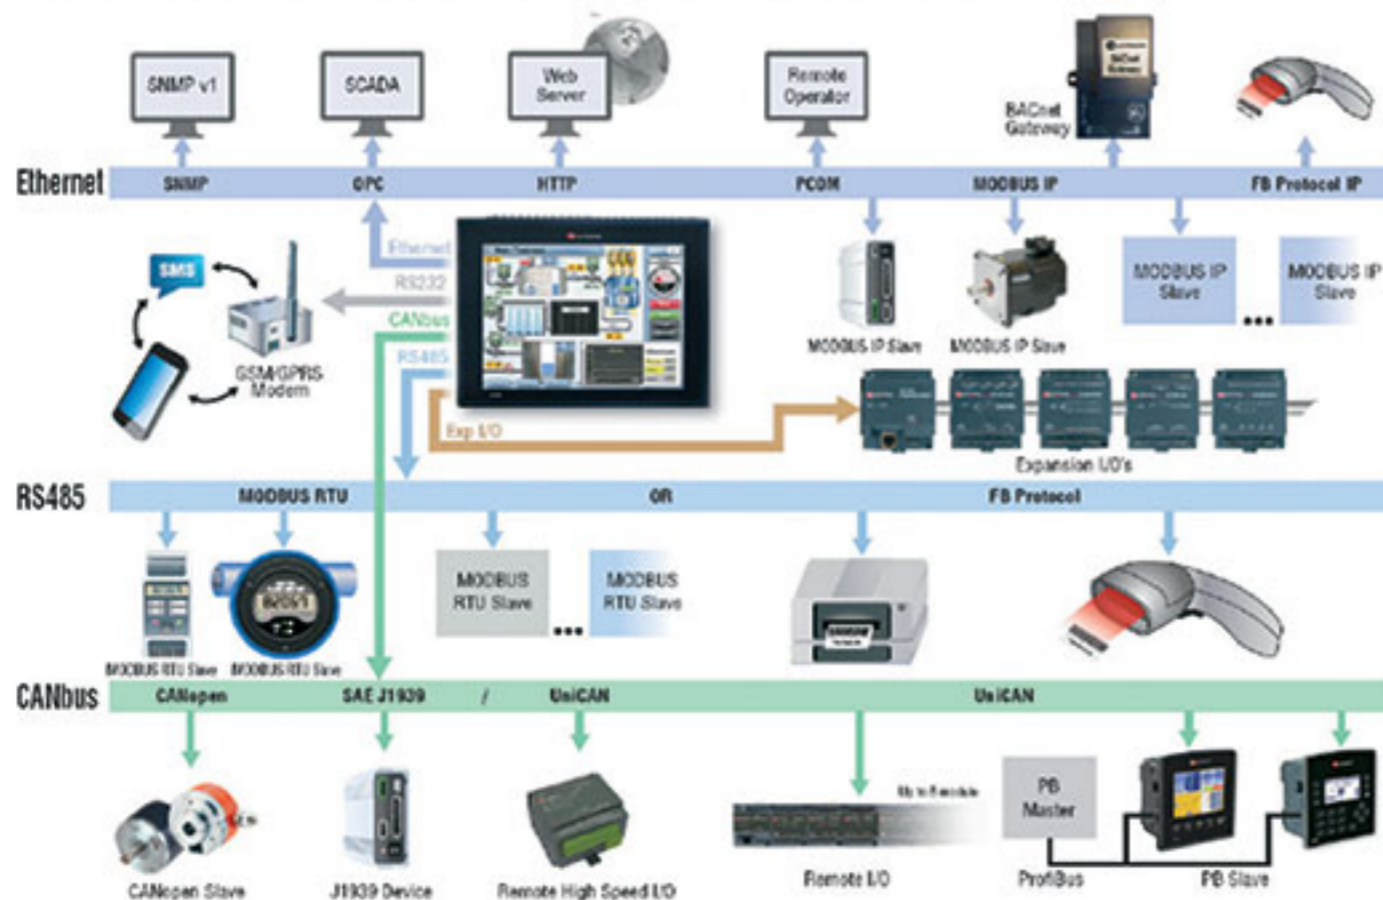 SNMP v1
SCADA
Web
Server
Remote
Operator
BACnet
Gateway
Ethernet
SNMP
OPC
HTTP
PCOM
MODBUS IP
FB Protocol IP
Ethernet
RS232
CANbus
RS485
Exp I/O
SMS
GSM/GPRS
Modem
MODBUS IP Slave
MODBUS IP Slave
MODBUS IP
Slave
...
MODBUS IP
Slave
Expansion I/O's
RS485
MODBUS RTU
OR
FB Protocol
MODBUS RTU Slave
MODBUS RTU Slave
MODBUS
RTU Slave
...
MODBUS
RTU Slave
CANbus
CANopen
SAE J1939
/
UniCAN
UniCAN
CANopen Slave
J1939 Device
Remote High Speed I/O
Up to 8 module
Remote I/O
PB
Master
ProfiBus
PB Slave